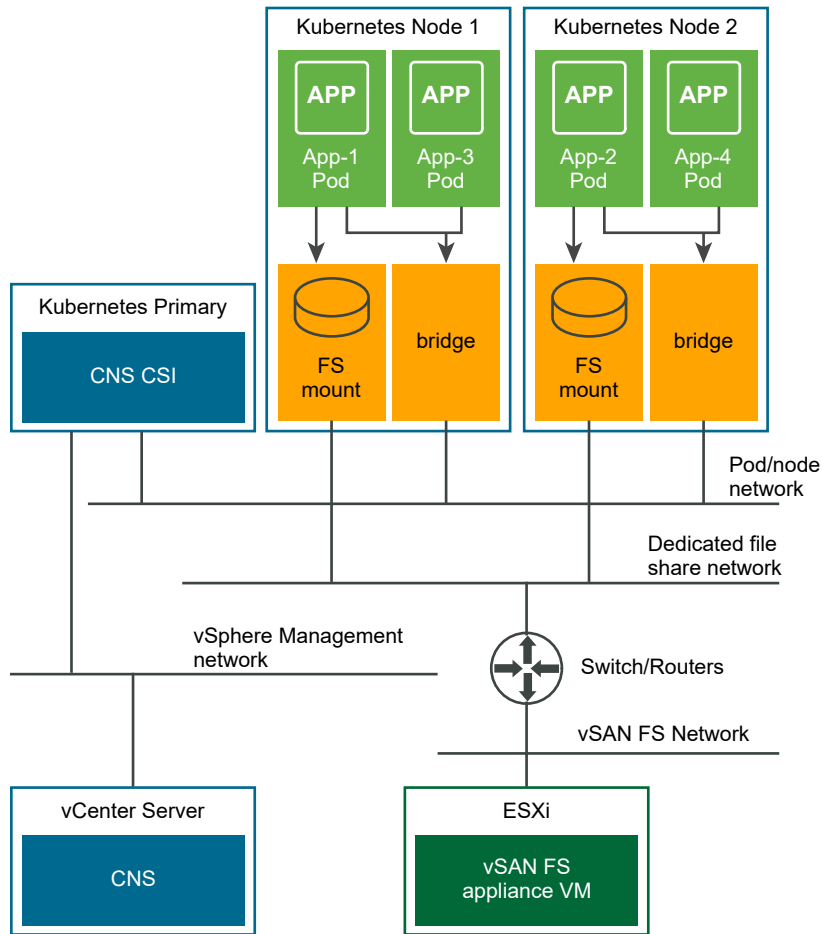 Kubernetes Node 1
APP
App-1
Pod
APP
App-3
Pod
FS
mount
bridge
Kubernetes Node 2
APP
App-2
Pod
APP
App-4
Pod
FS
mount
bridge
Kubernetes Primary
CNS CSI
Pod/node
network
Dedicated file
share network
vSphere Management
network
Switch/Routers
vSAN FS Network
vCenter Server
CNS
ESXi
vSAN FS
appliance VM